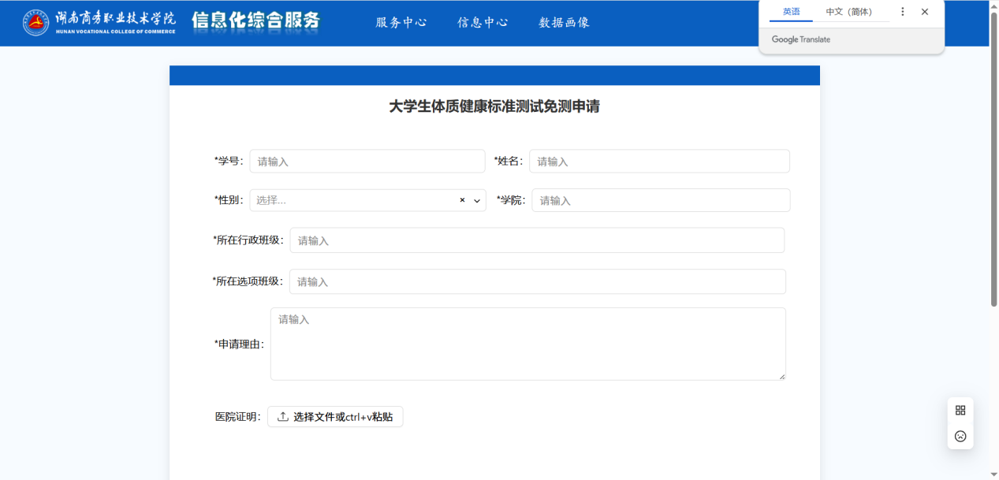 湖南商务职业技术学院
HUNAN VOCATIONAL COLLEGE OF COMMERCE
信息化综合服务
服务中心 信息中心 数据画像
英语 中文（简体）
Google Translate
大学生体质健康标准测试免测申请
*学号： 请输入 *姓名： 请输入
*性别： 选择... *学院： 请输入
*所在行政班级： 请输入
*所在选项班级： 请输入
*申请理由： 请输入
医院证明： 选择文件或ctrl+v粘贴